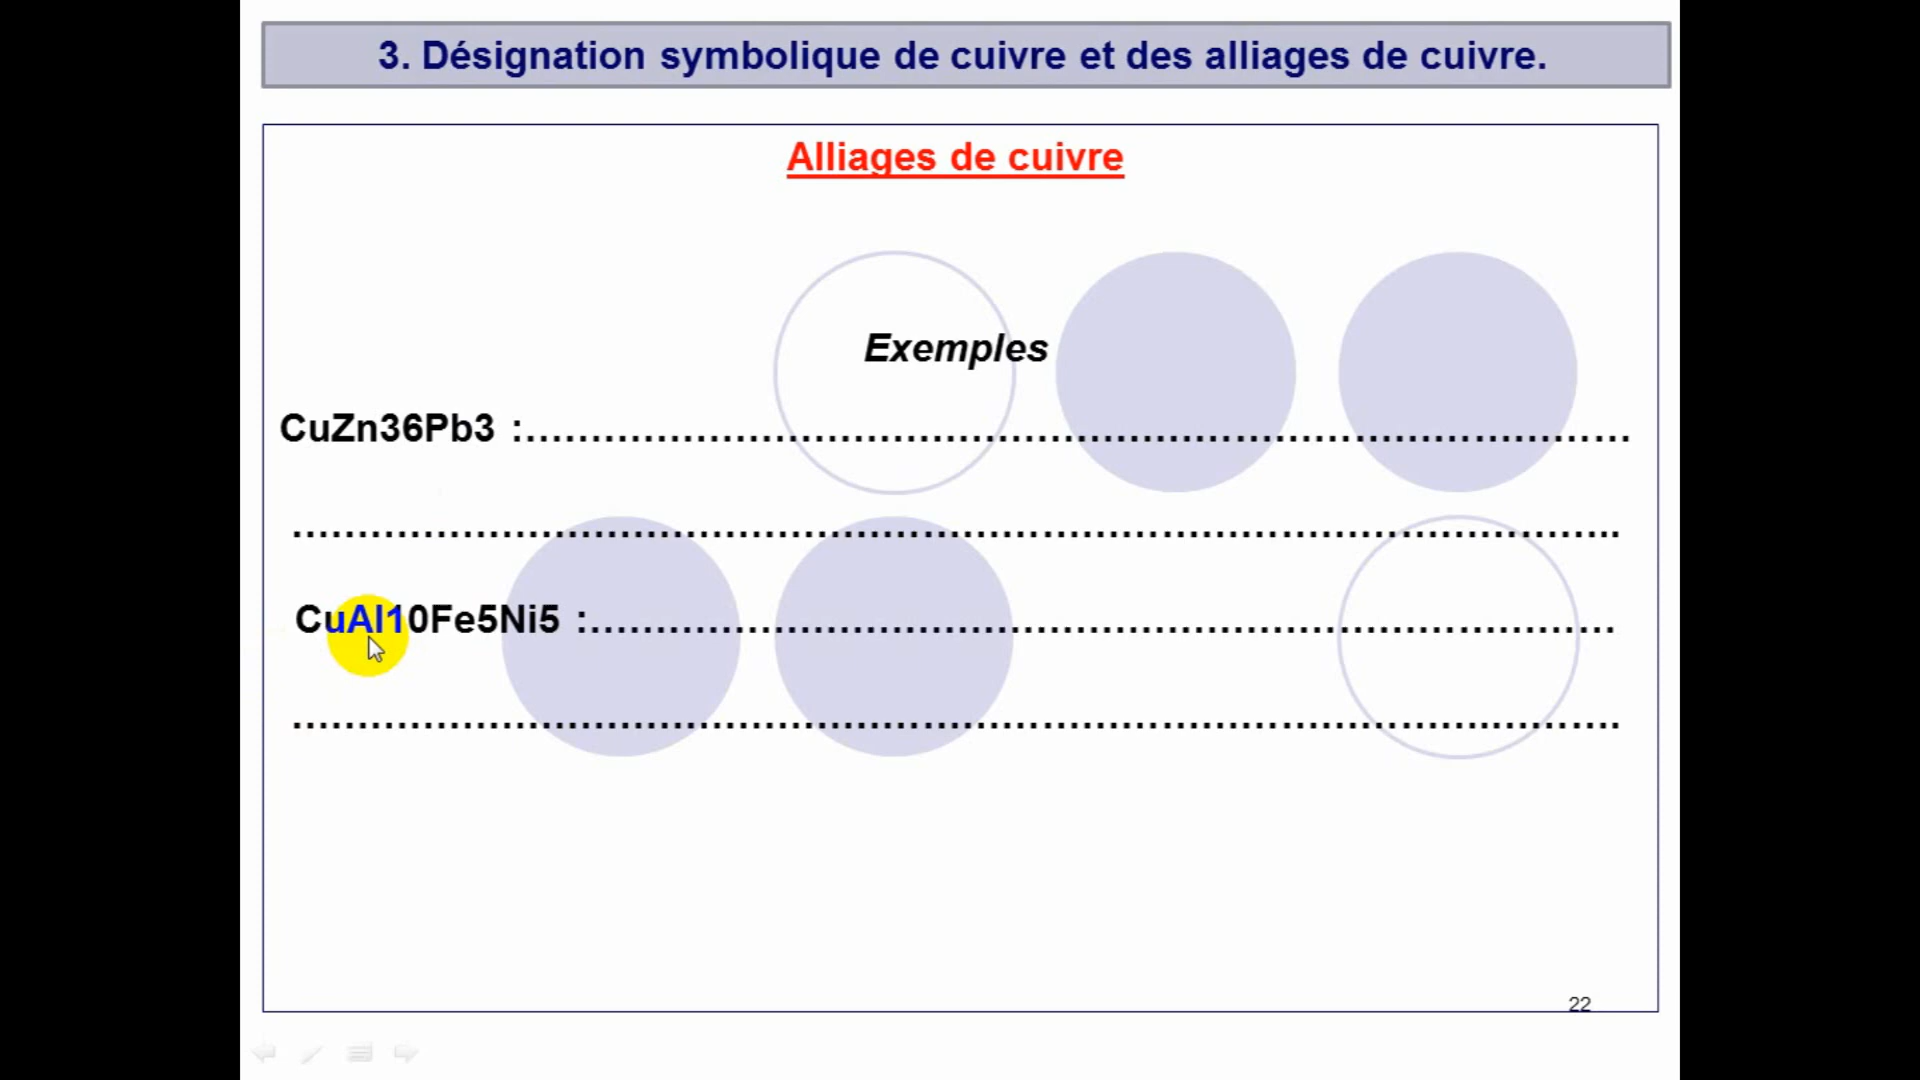 3. Désignation symbolique de cuivre et des alliages de cuivre.
Alliages de cuivre
Exemples
CuZn36Pb3 :......................................................................................
.......................................................................................................
CuAl10Fe5Ni5 :................................................................................
.......................................................................................................
22